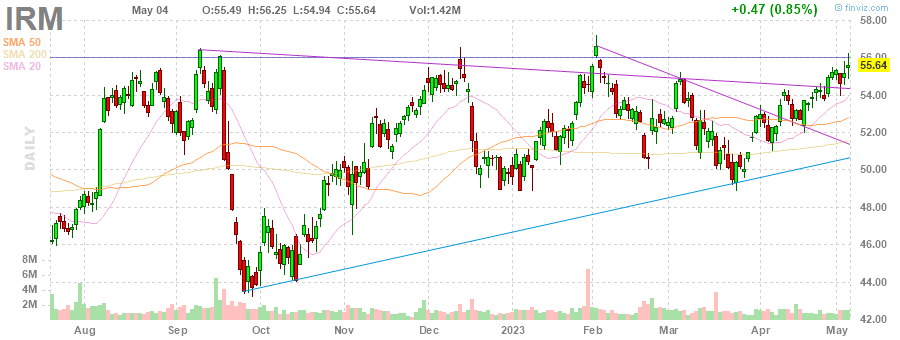 IRM May 04 O:55.49 H:56.25 L:54.94 C:55.64 Vol:1.42M +0.47 (0.85%) finviz.com
SMA 50
SMA 200
SMA 20
DAILY
58.00
56.00
55.64
54.00
52.00
50.00
48.00
46.00
44.00
42.00
8M
6M
4M
2M
Aug Sep Oct Nov Dec 2023 Feb Mar Apr May